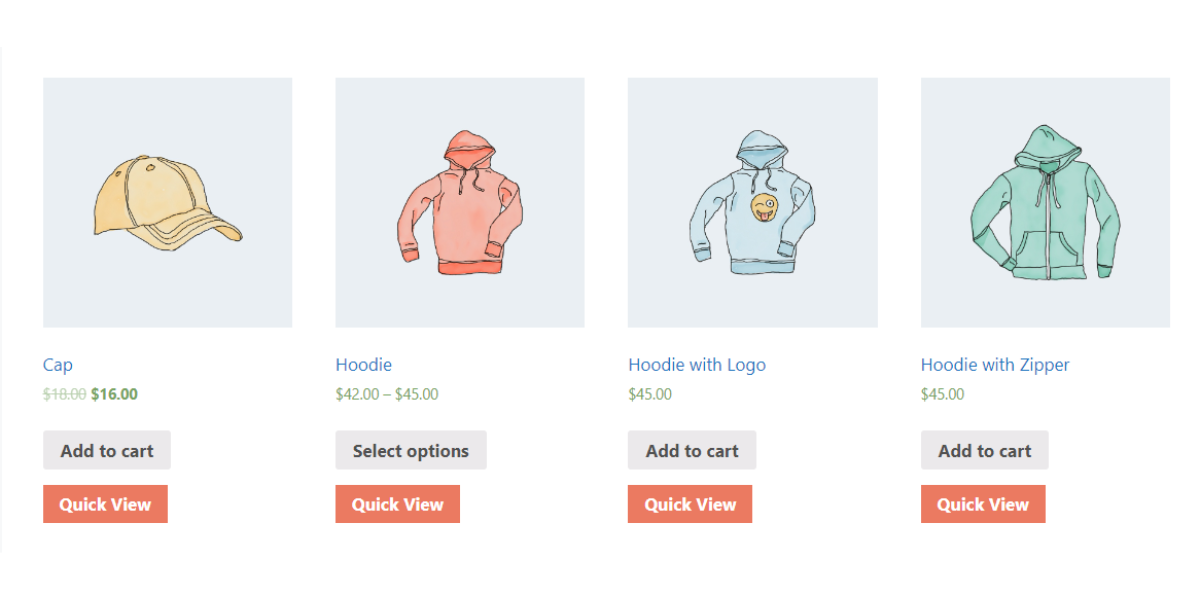 Cap
$18.00 $16.00
Add to cart
Quick View
Hoodie
$42.00 – $45.00
Select options
Quick View
Hoodie with Logo
$45.00
Add to cart
Quick View
Hoodie with Zipper
$45.00
Add to cart
Quick View